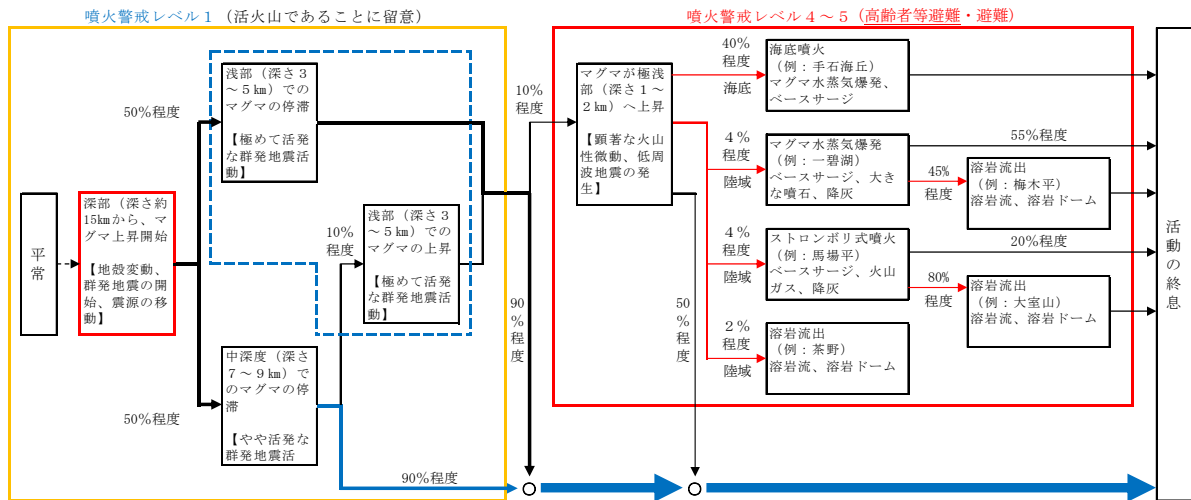 噴火警戒レベル１（活火山であることに留意）
平常
深部（深さ約
15㎞から、マ
グマ上昇開始
【地殻変動、
群発地震の開
始、震源の移
動】
50%程度
50%程度
浅部（深さ３
～５㎞）での
マグマの停滞
【極めて活発
な群発地震活
動】
中深度（深さ
７～９㎞）で
のマグマの停
滞
【やや活発な
群発地震活
10%
程度
浅部（深さ３
～５㎞）での
マグマの上昇
【極めて活発
な群発地震活
動】
90%程度
90%程度
10%
程度
噴火警戒レベル４～５（高齢者等避難・避難）
マグマが極浅
部（深さ１～
２㎞）へ上昇
【顕著な火山
性微動、低周
波地震の発
生】
50%程度
40%
程度
海底
海底噴火
（例：手石海丘）
マグマ水蒸気爆発、
ベースサージ
４%
程度
陸域
マグマ水蒸気爆発
（例：一碧湖）
ベースサージ、大き
な噴石、降灰
55%程度
45%
程度
溶岩流出
（例：梅木平）
溶岩流、溶岩ドーム
４%
程度
陸域
ストロンボリ式噴火
（例：馬場平）
ベースサージ、火山
ガス、降灰
20%程度
80%
程度
溶岩流出
（例：大室山）
溶岩流、溶岩ドーム
２%
程度
陸域
溶岩流出
（例：茶野）
溶岩流、溶岩ドーム
活動の終息